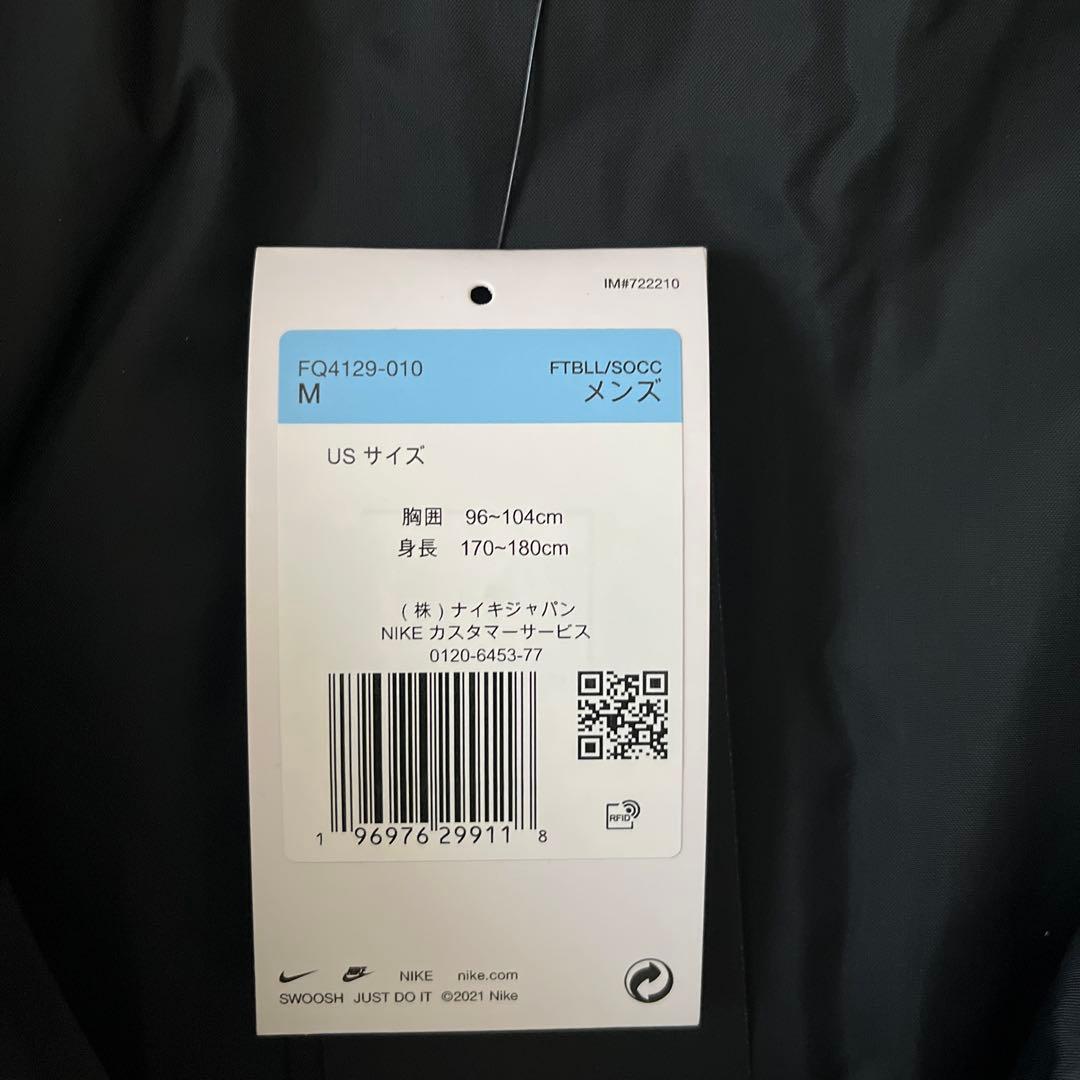 IM#722210
FQ4129-010 FTBLL/SOCC
M メンズ
US サイズ
胸囲 96~104cm
身長 170~180cm
(株)ナイキジャパン
NIKE カスタマーサービス
0120-6453-77
RFID
1 96976 29911 8
NIKE NIKE nike.com
SWOOSH JUST DO IT ©2021 Nike